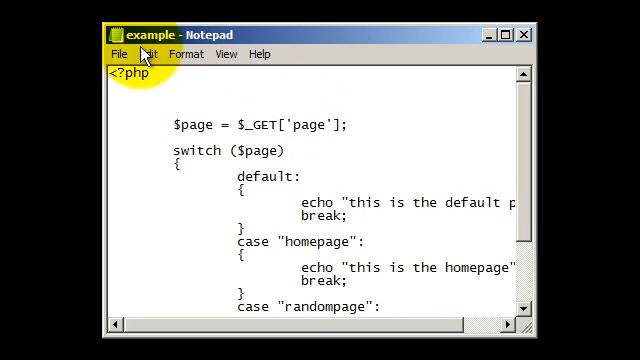 example - Notepad
File Edit Format View Help
<?php
$page = $_GET['page'];
switch ($page)
{
default:
{
echo "this is the default p
break;
}
case "homepage":
{
echo "this is the homepage"
break;
}
case "randompage":